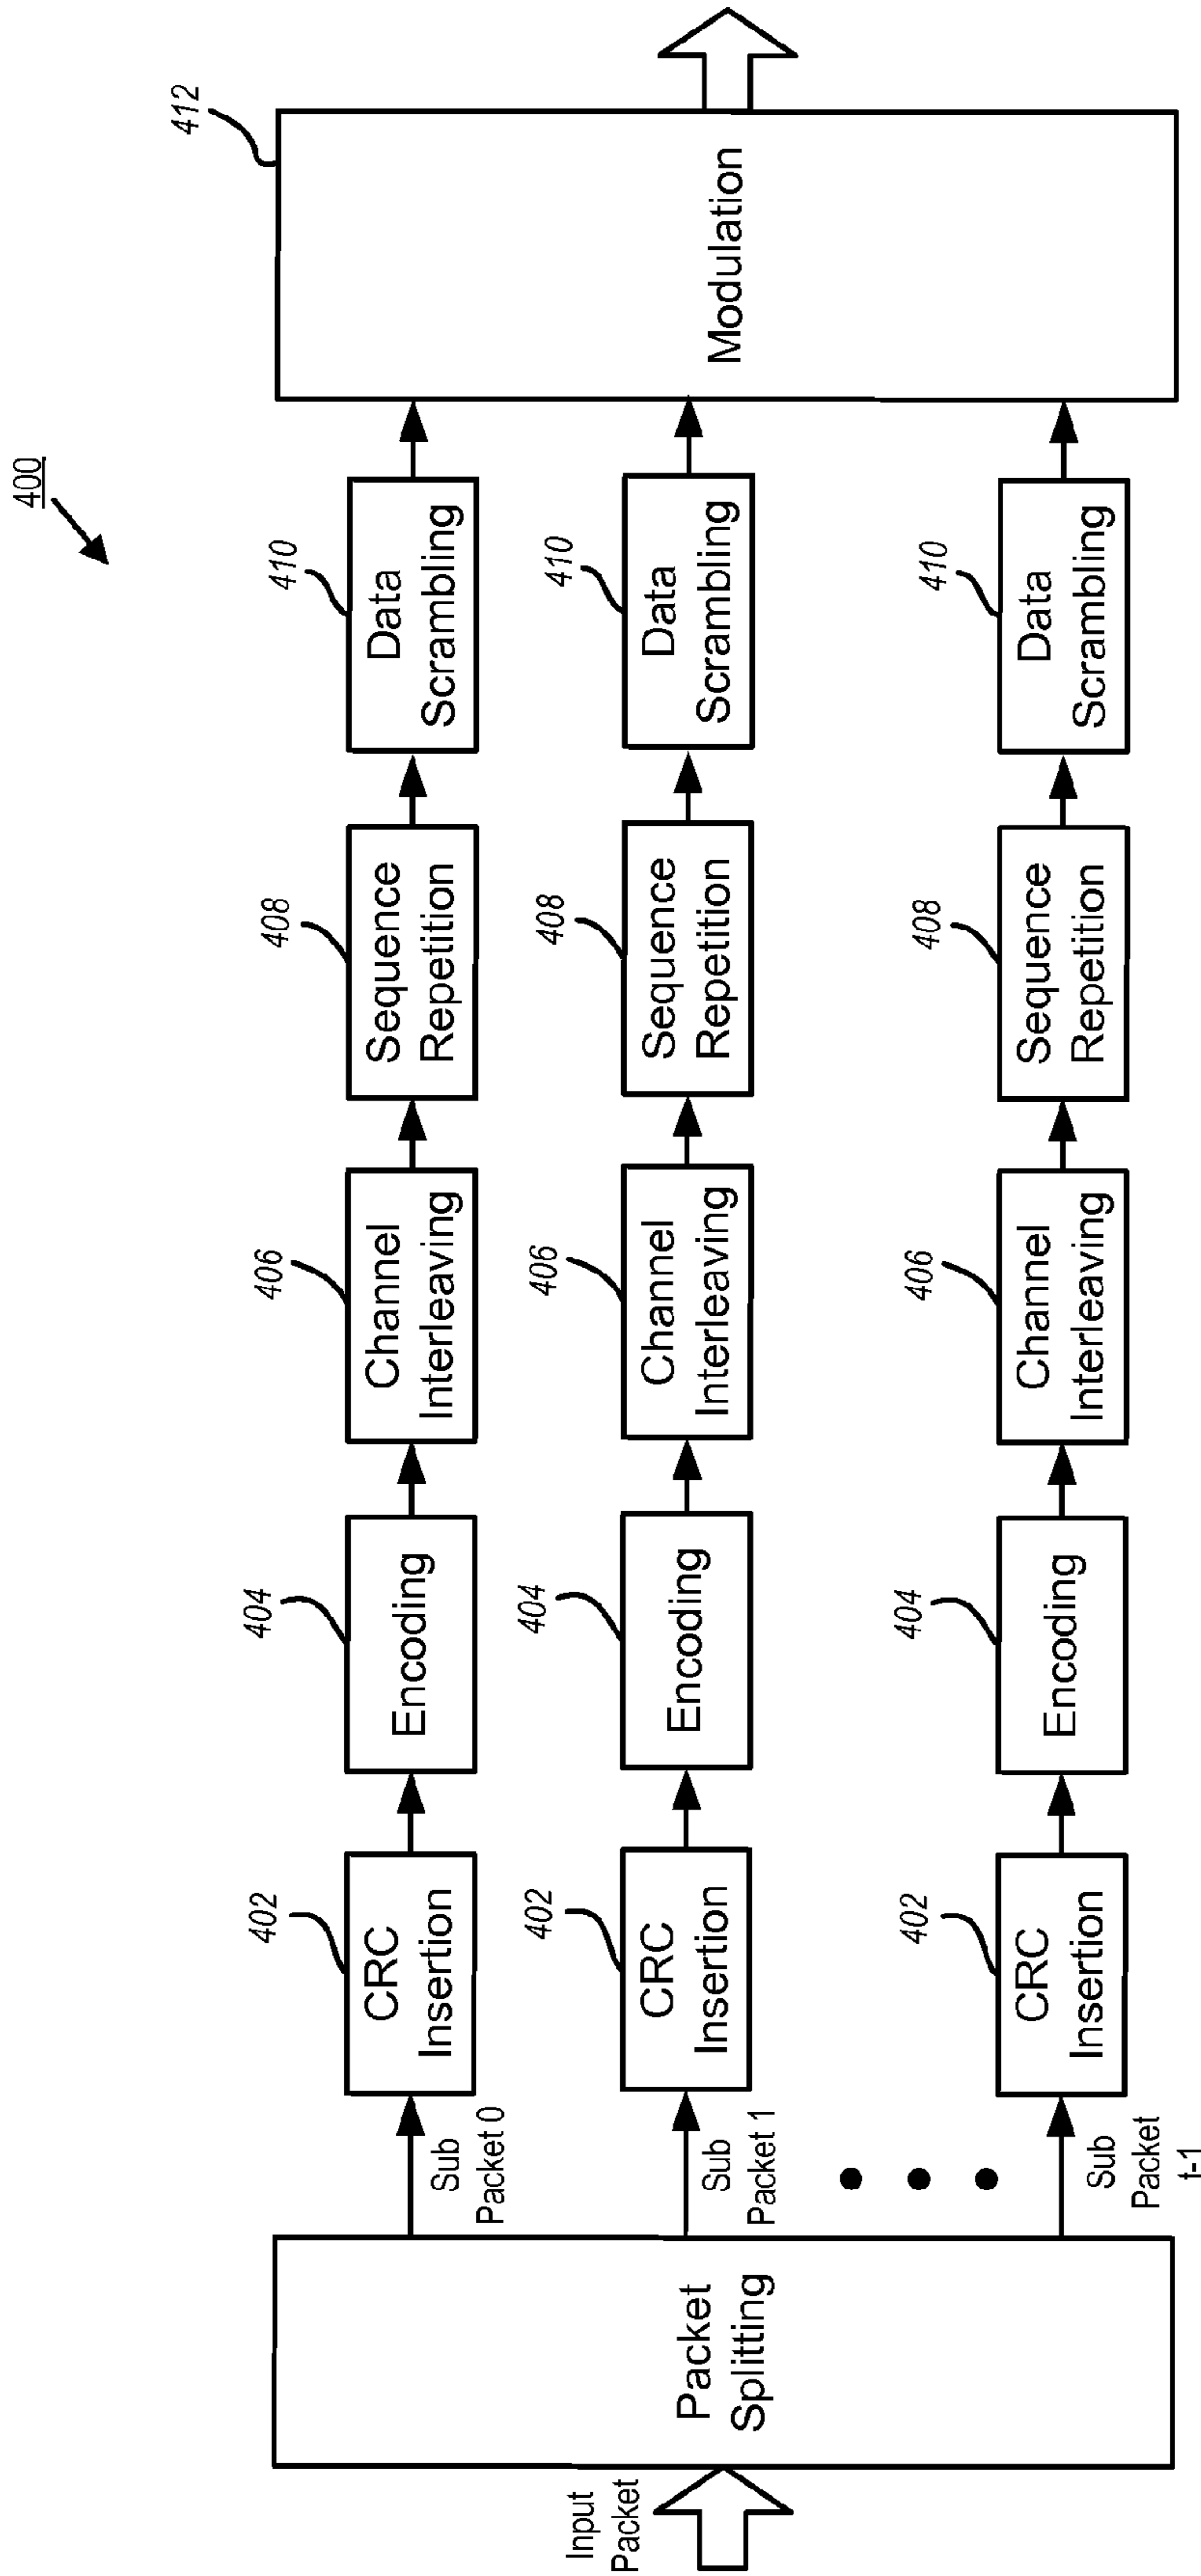 400
Input
Packet
Packet
Splitting
Sub
Packet 0
402
CRC
Insertion
404
Encoding
406
Channel
Interleaving
408
Sequence
Repetition
410
Data
Scrambling
Sub
Packet 1
402
CRC
Insertion
404
Encoding
406
Channel
Interleaving
408
Sequence
Repetition
410
Data
Scrambling
Sub
Packet
t-1
402
CRC
Insertion
404
Encoding
406
Channel
Interleaving
408
Sequence
Repetition
410
Data
Scrambling
412
Modulation